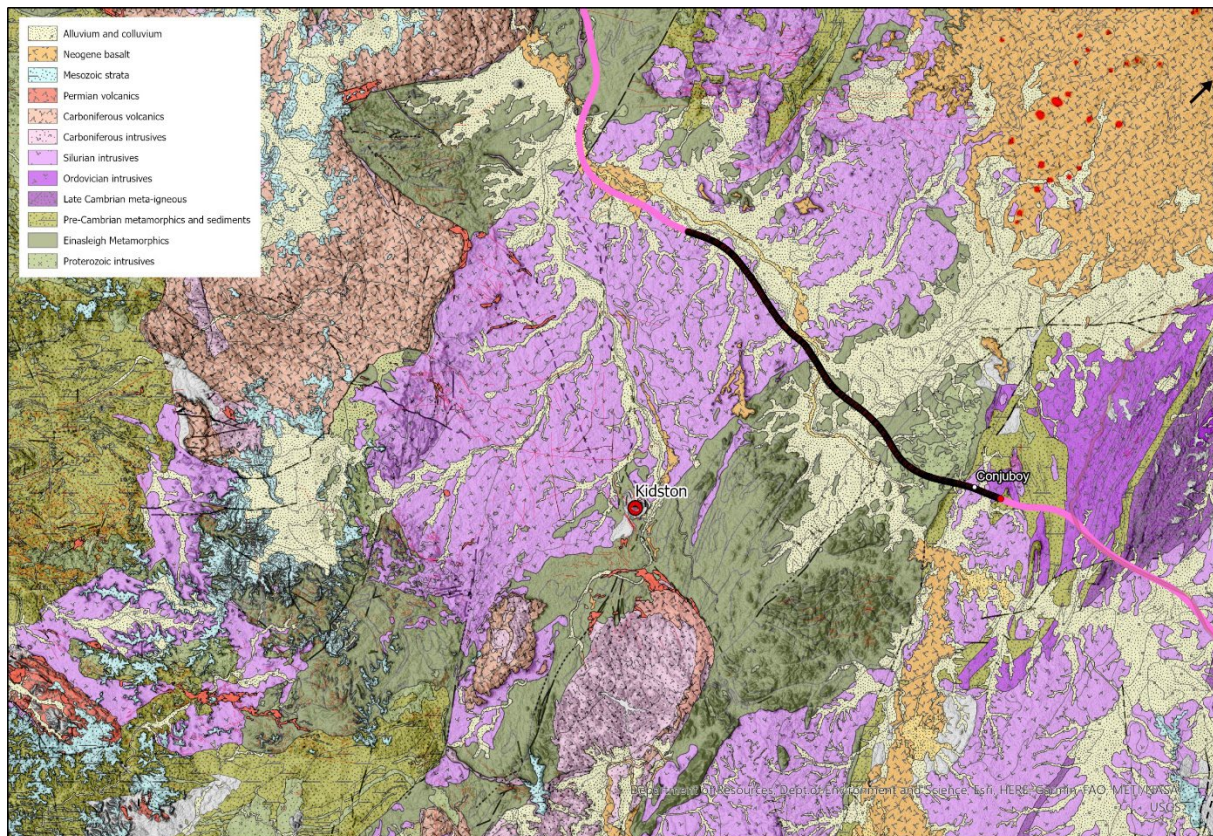 Alluvium and colluvium
Neogene basalt
Mesozoic strata
Permian volcanics
Carboniferous volcanics
Carboniferous intrusives
Silurian intrusives
Ordovician intrusives
Late Cambrian meta-igneous
Pre-Cambrian metamorphics and sediments
Einasleigh Metamorphics
Proterozoic intrusives
Conjuboy
Kidston
Department of Resources, Dept of Environment and Science, Esri, HERE, Garmin, FAO, METI/NASA,
USGS